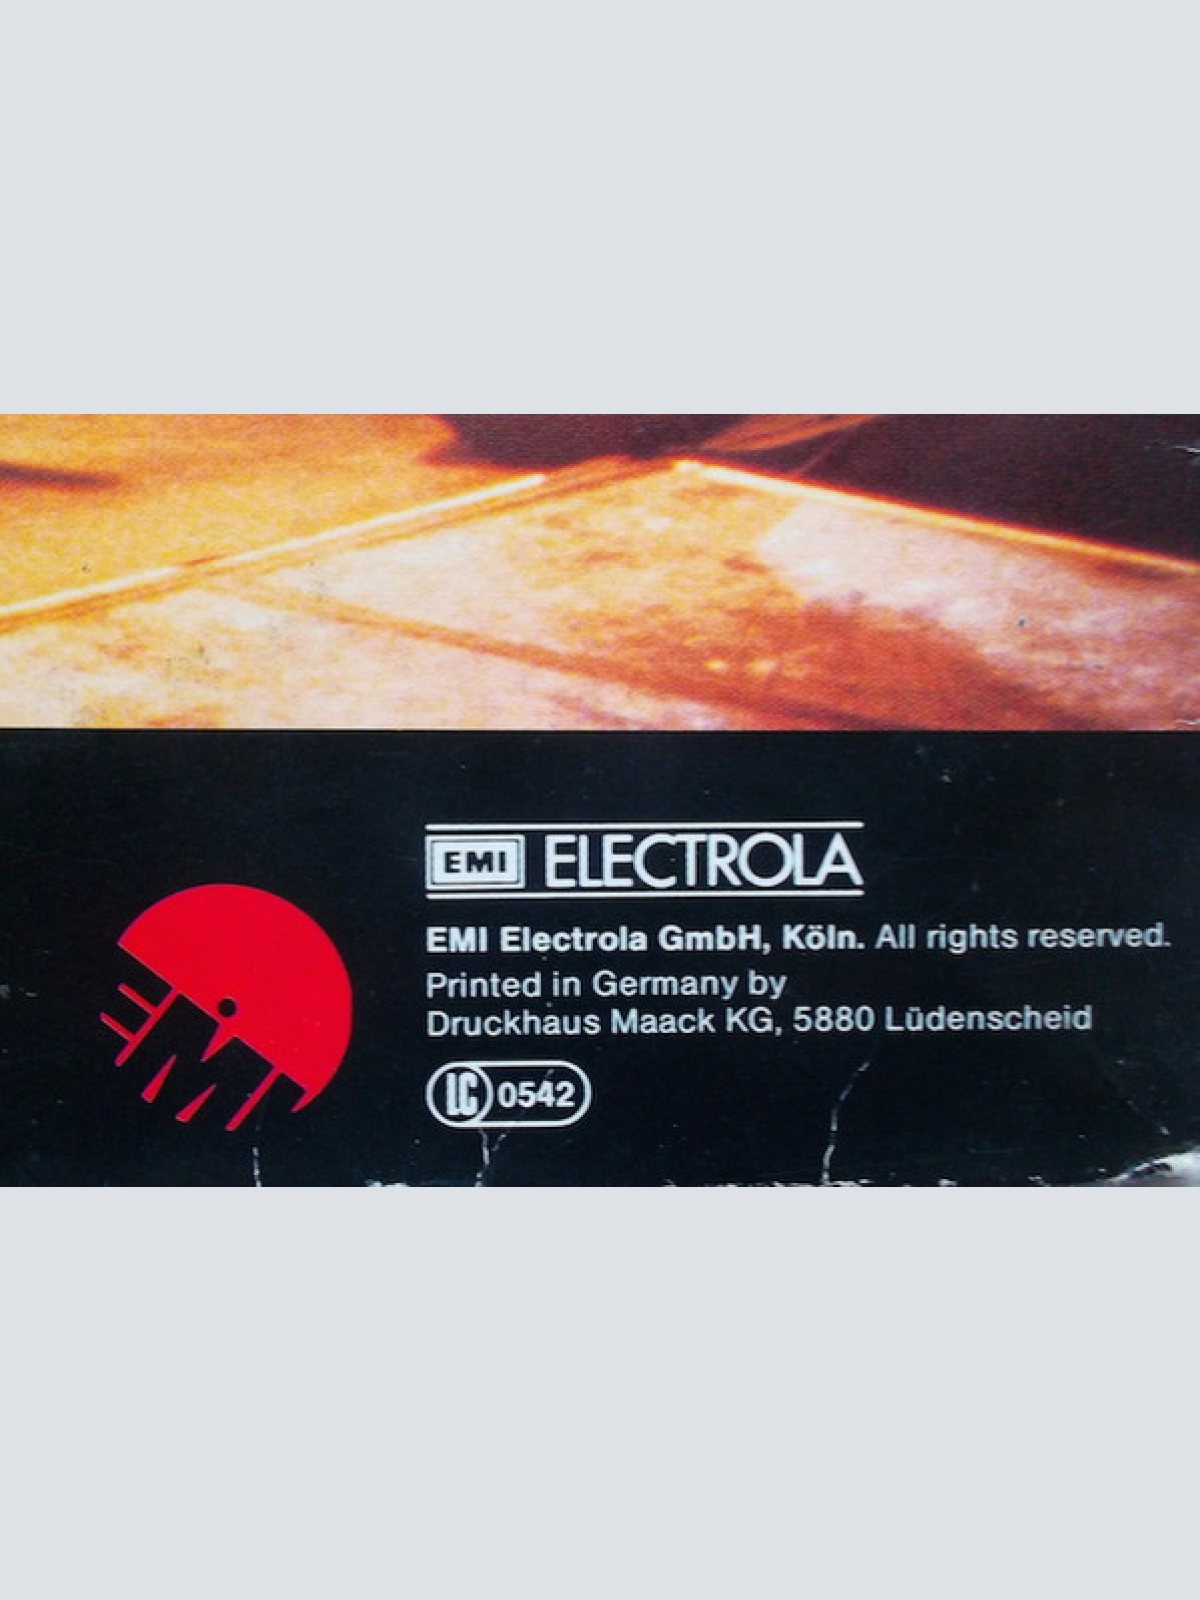 EMI ELECTROLA
EMI Electrola GmbH, Köln. All rights reserved.
Printed in Germany by
Druckhaus Maack KG, 5880 Lüdenscheid
LC 0542
EMI